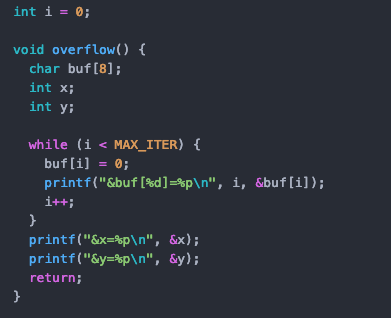 int i = 0;

void overflow() {
  char buf[8];
  int x;
  int y;

  while (i < MAX_ITER) {
    buf[i] = 0;
    printf("&buf[%d]=%p\n", i, &buf[i]);
    i++;
  }
  printf("&x=%p\n", &x);
  printf("&y=%p\n", &y);
  return;
}